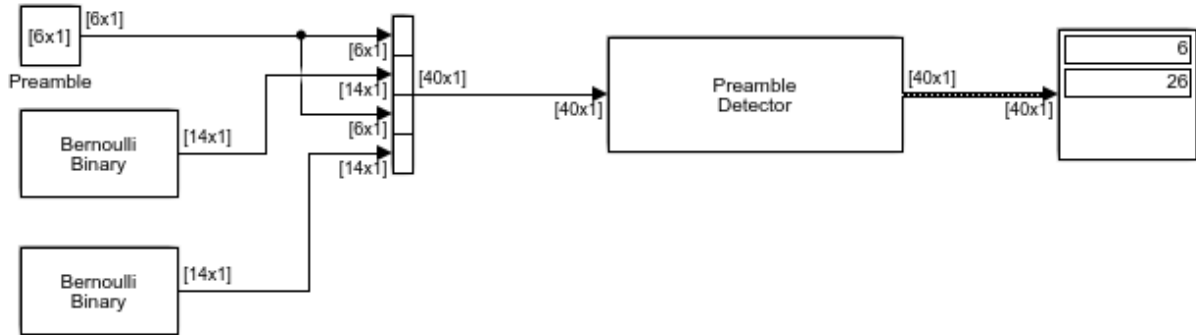 [6x1]
[6x1]
Preamble
[6x1]
[14x1]
[40x1]
[6x1]
[14x1]
Bernoulli
Binary
[14x1]
Bernoulli
Binary
[14x1]
[40x1]
Preamble
Detector
[40x1]
[40x1]
6
26